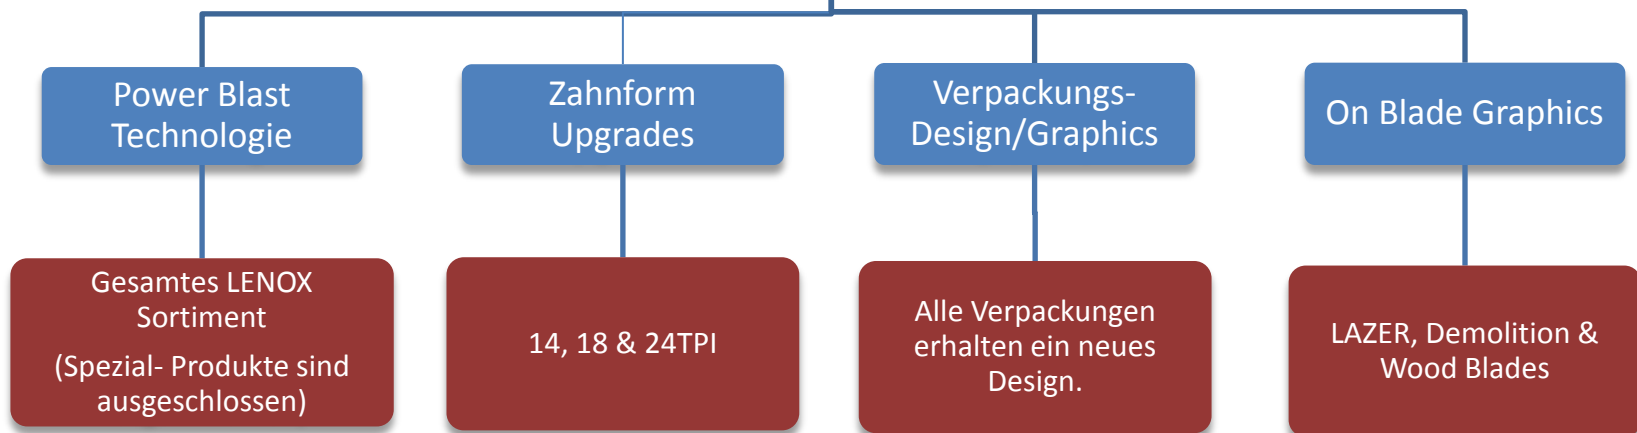 Power Blast
Technologie
Zahnform
Upgrades
Verpackungs-
Design/Graphics
On Blade Graphics
Gesamtes LENOX
Sortiment
(Spezial- Produkte sind
ausgeschlossen)
14, 18 & 24TPI
Alle Verpackungen
erhalten ein neues
Design.
LAZER, Demolition &
Wood Blades